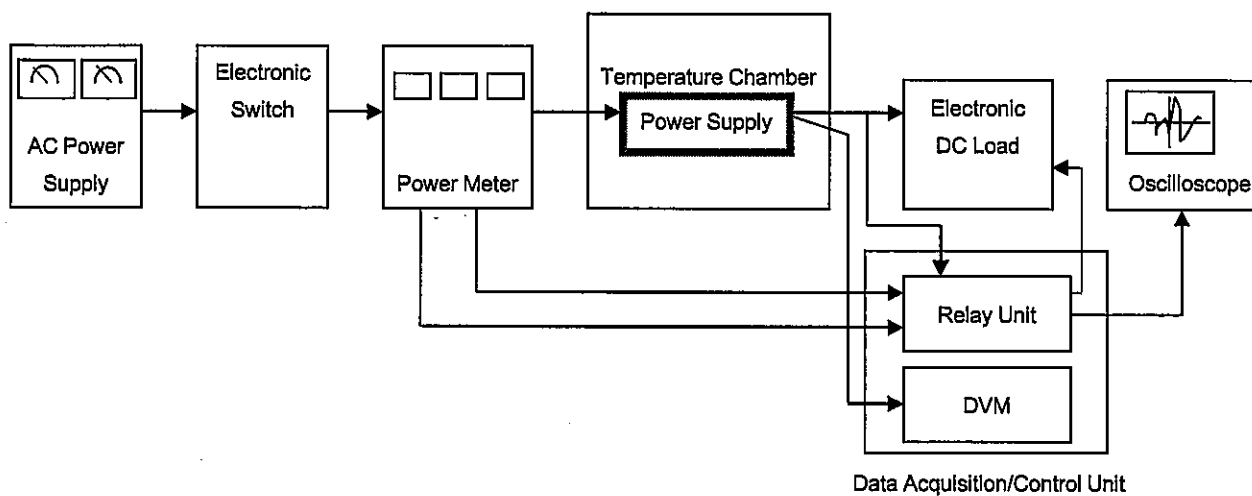 AC Power
Supply
Electronic
Switch
Power Meter
Temperature Chamber
Power Supply
Electronic
DC Load
Oscilloscope
Relay Unit
DVM
Data Acquisition/Control Unit